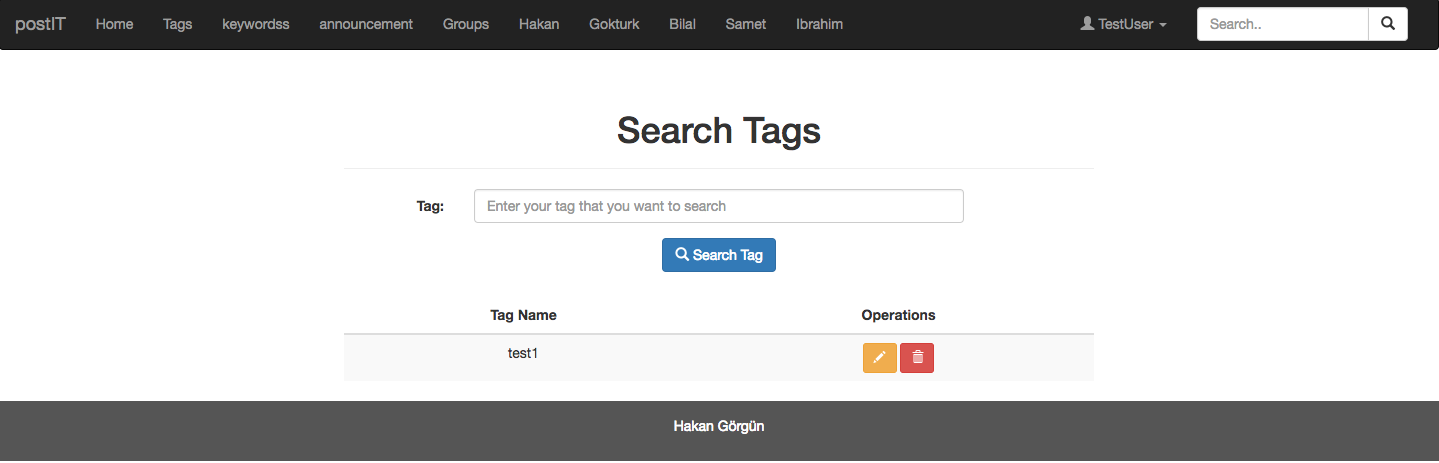 postIT Home Tags keywordss announcement Groups Hakan Gokturk Bilal Samet Ibrahim TestUser Search..
Search Tags
Tag: Enter your tag that you want to search
Search Tag
Tag Name Operations
test1
Hakan Görgün